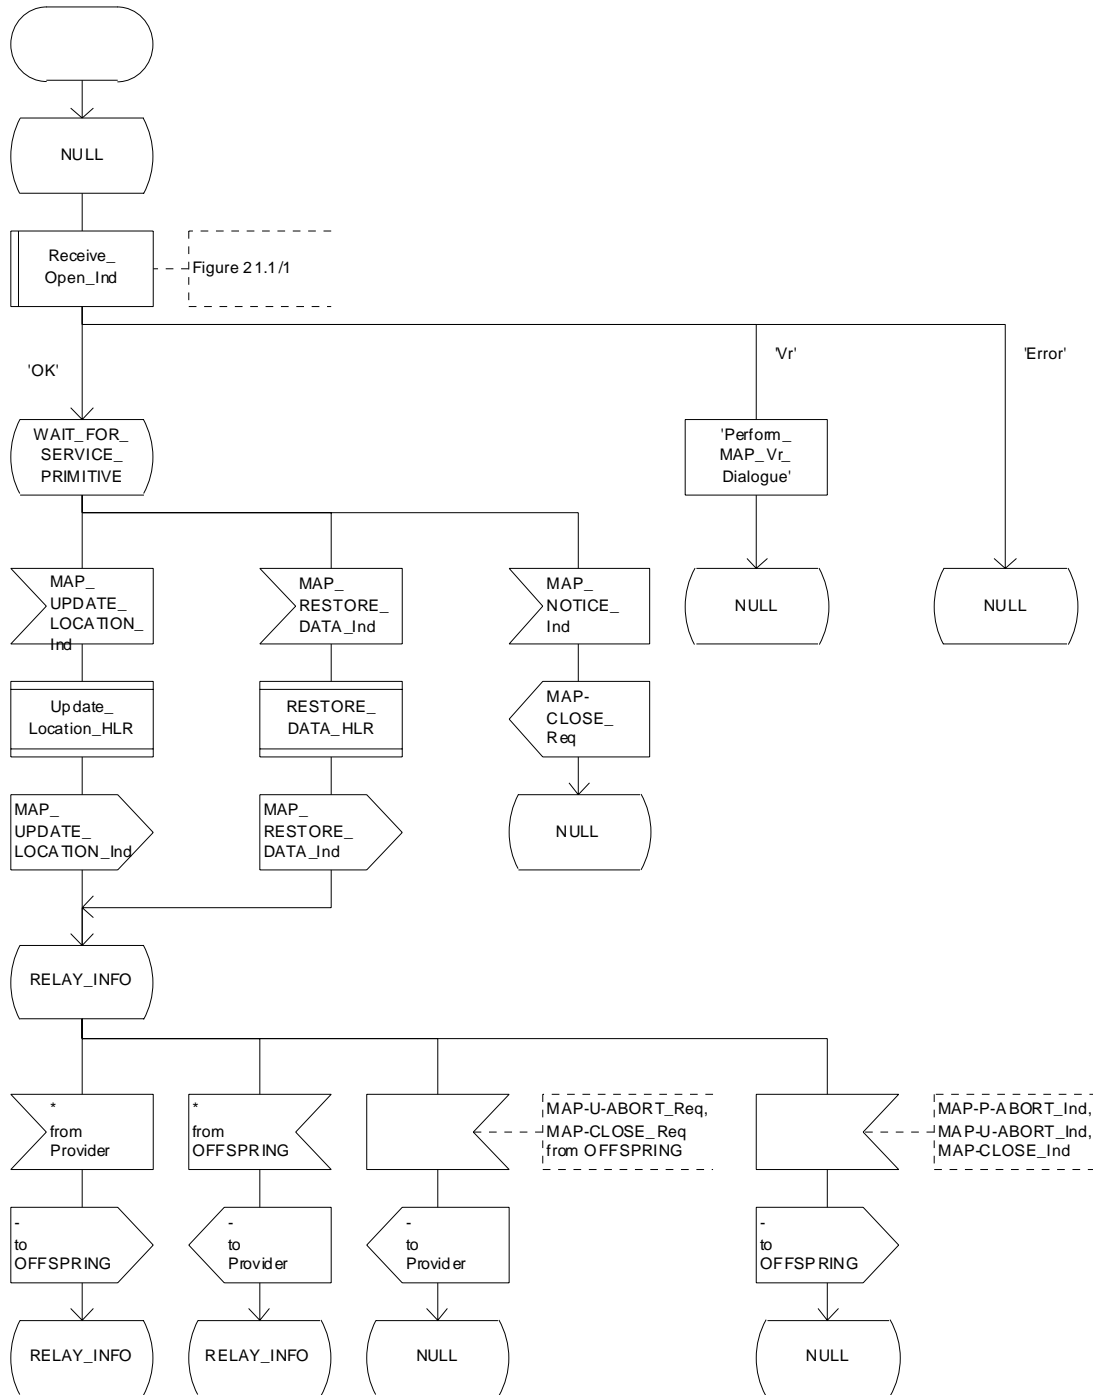 NULL
Receive_
Open_Ind
Figure 21.1/1
'OK'
'Vr'
'Error'
WAIT_FOR_
SERVICE_
PRIMITIVE
'Perform_
MAP_Vr_
Dialogue'
MAP_
UPDATE_
LOCATION_
Ind
MAP_
RESTORE_
DATA_Ind
MAP_
NOTICE_
Ind
NULL
NULL
Update_
Location_HLR
RESTORE_
DATA_HLR
MAP-
CLOSE_
Req
MAP_
UPDATE_
LOCATION_Ind
MAP_
RESTORE_
DATA_Ind
NULL
RELAY_INFO
*
from
Provider
*
from
OFFSPRING
MAP-U-ABORT_Req,
MAP-CLOSE_Req
from OFFSPRING
MAP-P-ABORT_Ind,
MAP-U-ABORT_Ind,
MAP-CLOSE_Ind
-
to
OFFSPRING
-
to
Provider
-
to
Provider
-
to
OFFSPRING
RELAY_INFO
RELAY_INFO
NULL
NULL